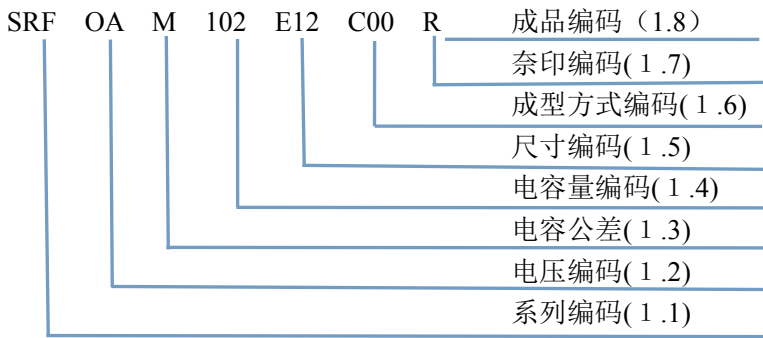 SRF OA M 102 E12 C00 R 成品编码（1.8）
奈印编码(1.7)
成型方式编码(1.6)
尺寸编码(1.5)
电容量编码(1.4)
电容公差(1.3)
电压编码(1.2)
系列编码(1.1)